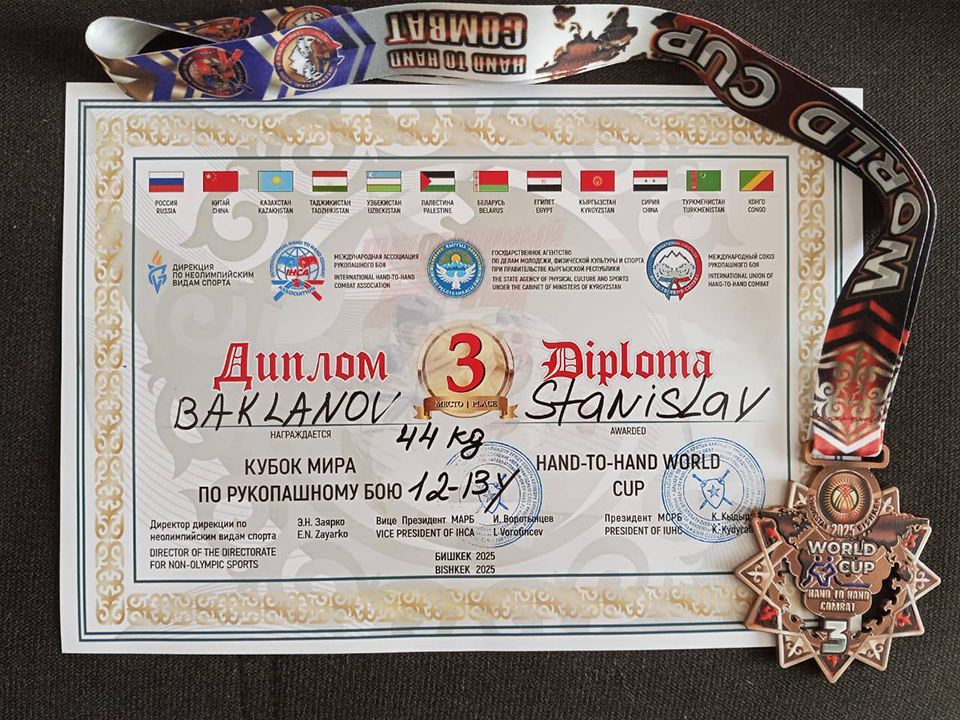 HAND TO HAND
COMBAT
WORLD CUP
РОССИЯ
RUSSIA
КИТАЙ
CHINA
КАЗАХСТАН
KAZAKHSTAN
ТАДЖИКИСТАН
TADZHIKISTAN
УЗБЕКИСТАН
UZBEKISTAN
ПАЛЕСТИНА
PALESTINE
БЕЛАРУСЬ
BELARUS
ЕГИПЕТ
EGYPT
КЫРГЫЗСТАН
KYRGYZSTAN
СИРИЯ
CHINA
ТУРКМЕНИСТАН
TURKMENISTAN
КОНГО
CONGO
ДИРЕКЦИЯ
ПО НЕОЛИМПИЙСКИМ
ВИДАМ СПОРТА
IHCA
МЕЖДУНАРОДНАЯ АССОЦИАЦИЯ
РУКОПАШНОГО БОЯ
INTERNATIONAL HAND-TO-HAND
COMBAT ASSOCIATION
ГОСУДАРСТВЕННОЕ АГЕНТСТВО
ПО ДЕЛАМ МОЛОДЕЖИ, ФИЗИЧЕСКОЙ КУЛЬТУРЫ И СПОРТА
ПРИ ПРАВИТЕЛЬСТВЕ КЫРГЫЗСКОЙ РЕСПУБЛИКИ
THE STATE AGENCY OF PHYSICAL CULTURE AND SPORTS
UNDER THE CABINET OF MINISTERS OF KYRGYZSTAN
МЕЖДУНАРОДНЫЙ СОЮЗ
РУКОПАШНОГО БОЯ
INTERNATIONAL UNION OF
HAND-TO-HAND COMBAT
Диплом 3 Diploma
МЕСТО | PLACE
BAKLANOV Stanislav
НАГРАЖДАЕТСЯ
AWARDED
44 kg
КУБОК МИРА
ПО РУКОПАШНОМУ БОЮ 12-13
HAND-TO-HAND WORLD
CUP
Директор дирекции по
неолимпийским видам спорта
DIRECTOR OF THE DIRECTORATE
FOR NON-OLYMPIC SPORTS
Э.Н. Заярко
E.N. Zayarko
Вице Президент МАРБ
VICE PRESIDENT OF IHCA
И. Воротынцев
I. Vorotincev
Президент МСРБ
PRESIDENT OF IUHC
БИШКЕК 2025
BISHKEK 2025
2025
WORLD
CUP
HAND TO HAND
COMBAT
3